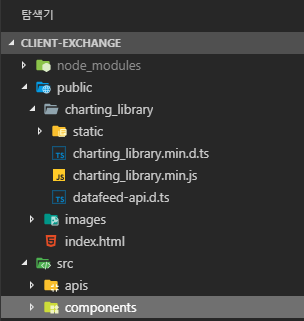 탐색기
CLIENT-EXCHANGE
node_modules
public
charting_library
static
TS charting_library.min.d.ts
JS charting_library.min.js
TS datafeed-api.d.ts
images
index.html
src
apis
components